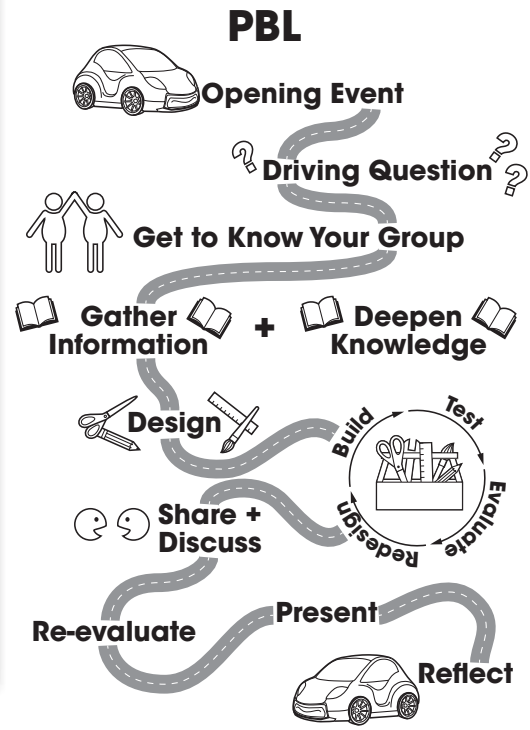 PBL
Opening Event
Driving Question
Get to Know Your Group
Gather
Information
+
Deepen
Knowledge
Design
Build
Test
Evaluate
Redesign
Share +
Discuss
Re-evaluate
Present
Reflect